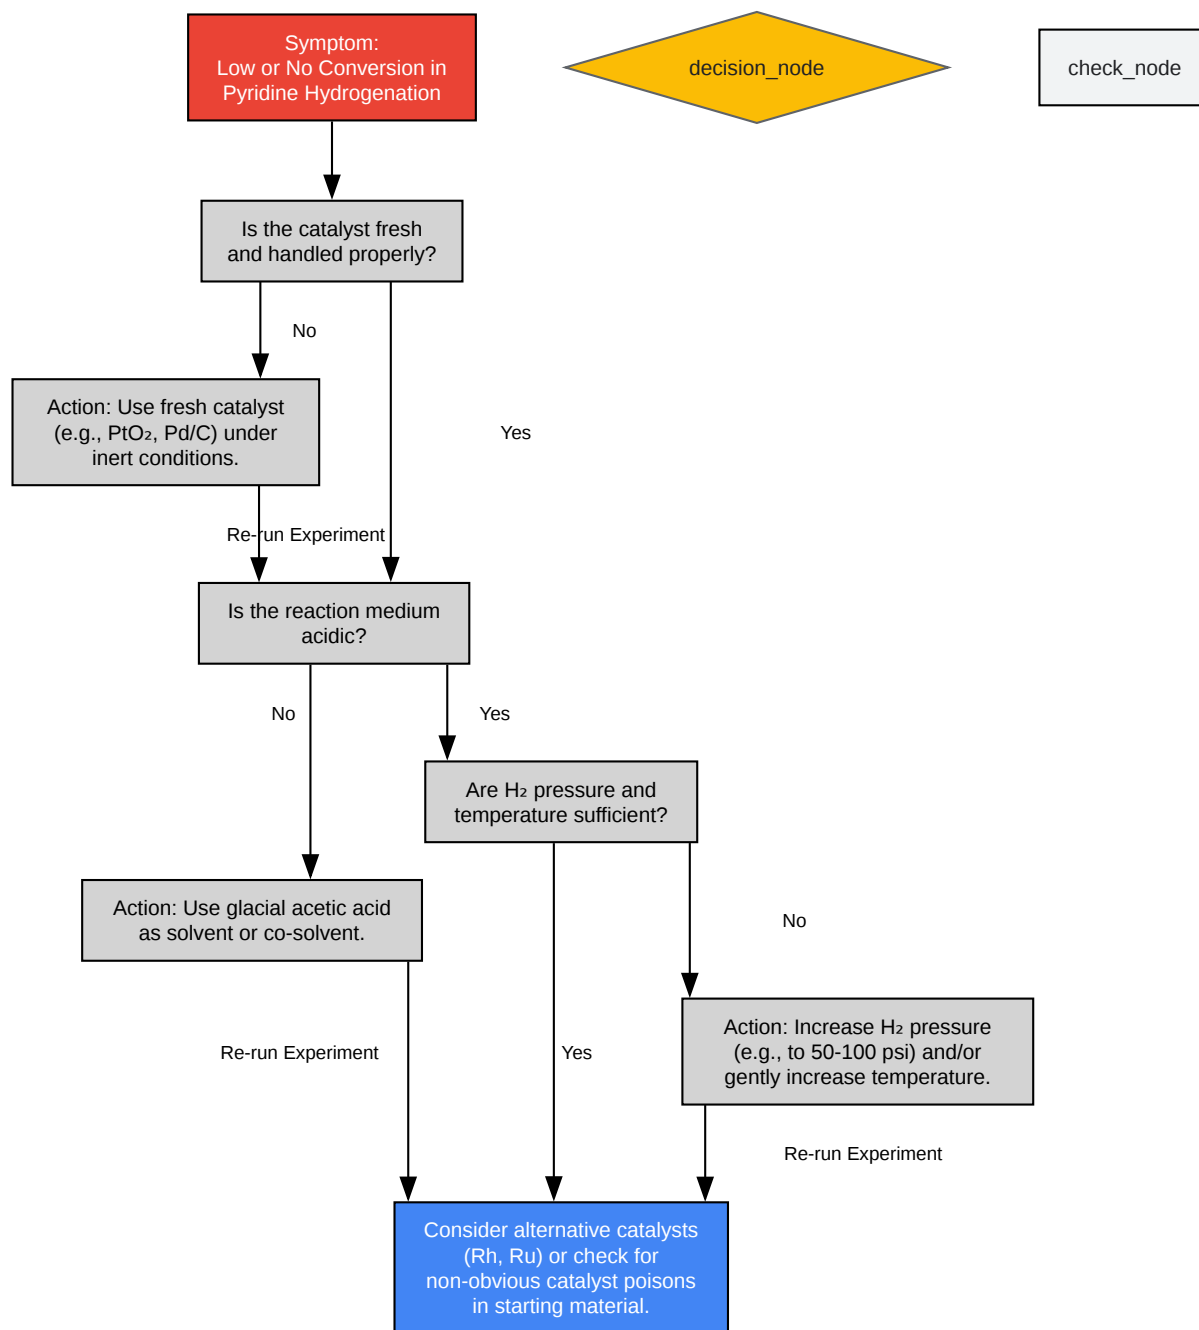 Symptom:
Low or No Conversion in
Pyridine Hydrogenation
decision_node
check_node
Is the catalyst fresh
and handled properly?
No
Action: Use fresh catalyst
(e.g., PtO₂, Pd/C) under
inert conditions.
Yes
Re-run Experiment
Is the reaction medium
acidic?
No
Yes
Are H₂ pressure and
temperature sufficient?
Action: Use glacial acetic acid
as solvent or co-solvent.
No
Action: Increase H₂ pressure
(e.g., to 50-100 psi) and/or
gently increase temperature.
Re-run Experiment
Yes
Re-run Experiment
Consider alternative catalysts
(Rh, Ru) or check for
non-obvious catalyst poisons
in starting material.